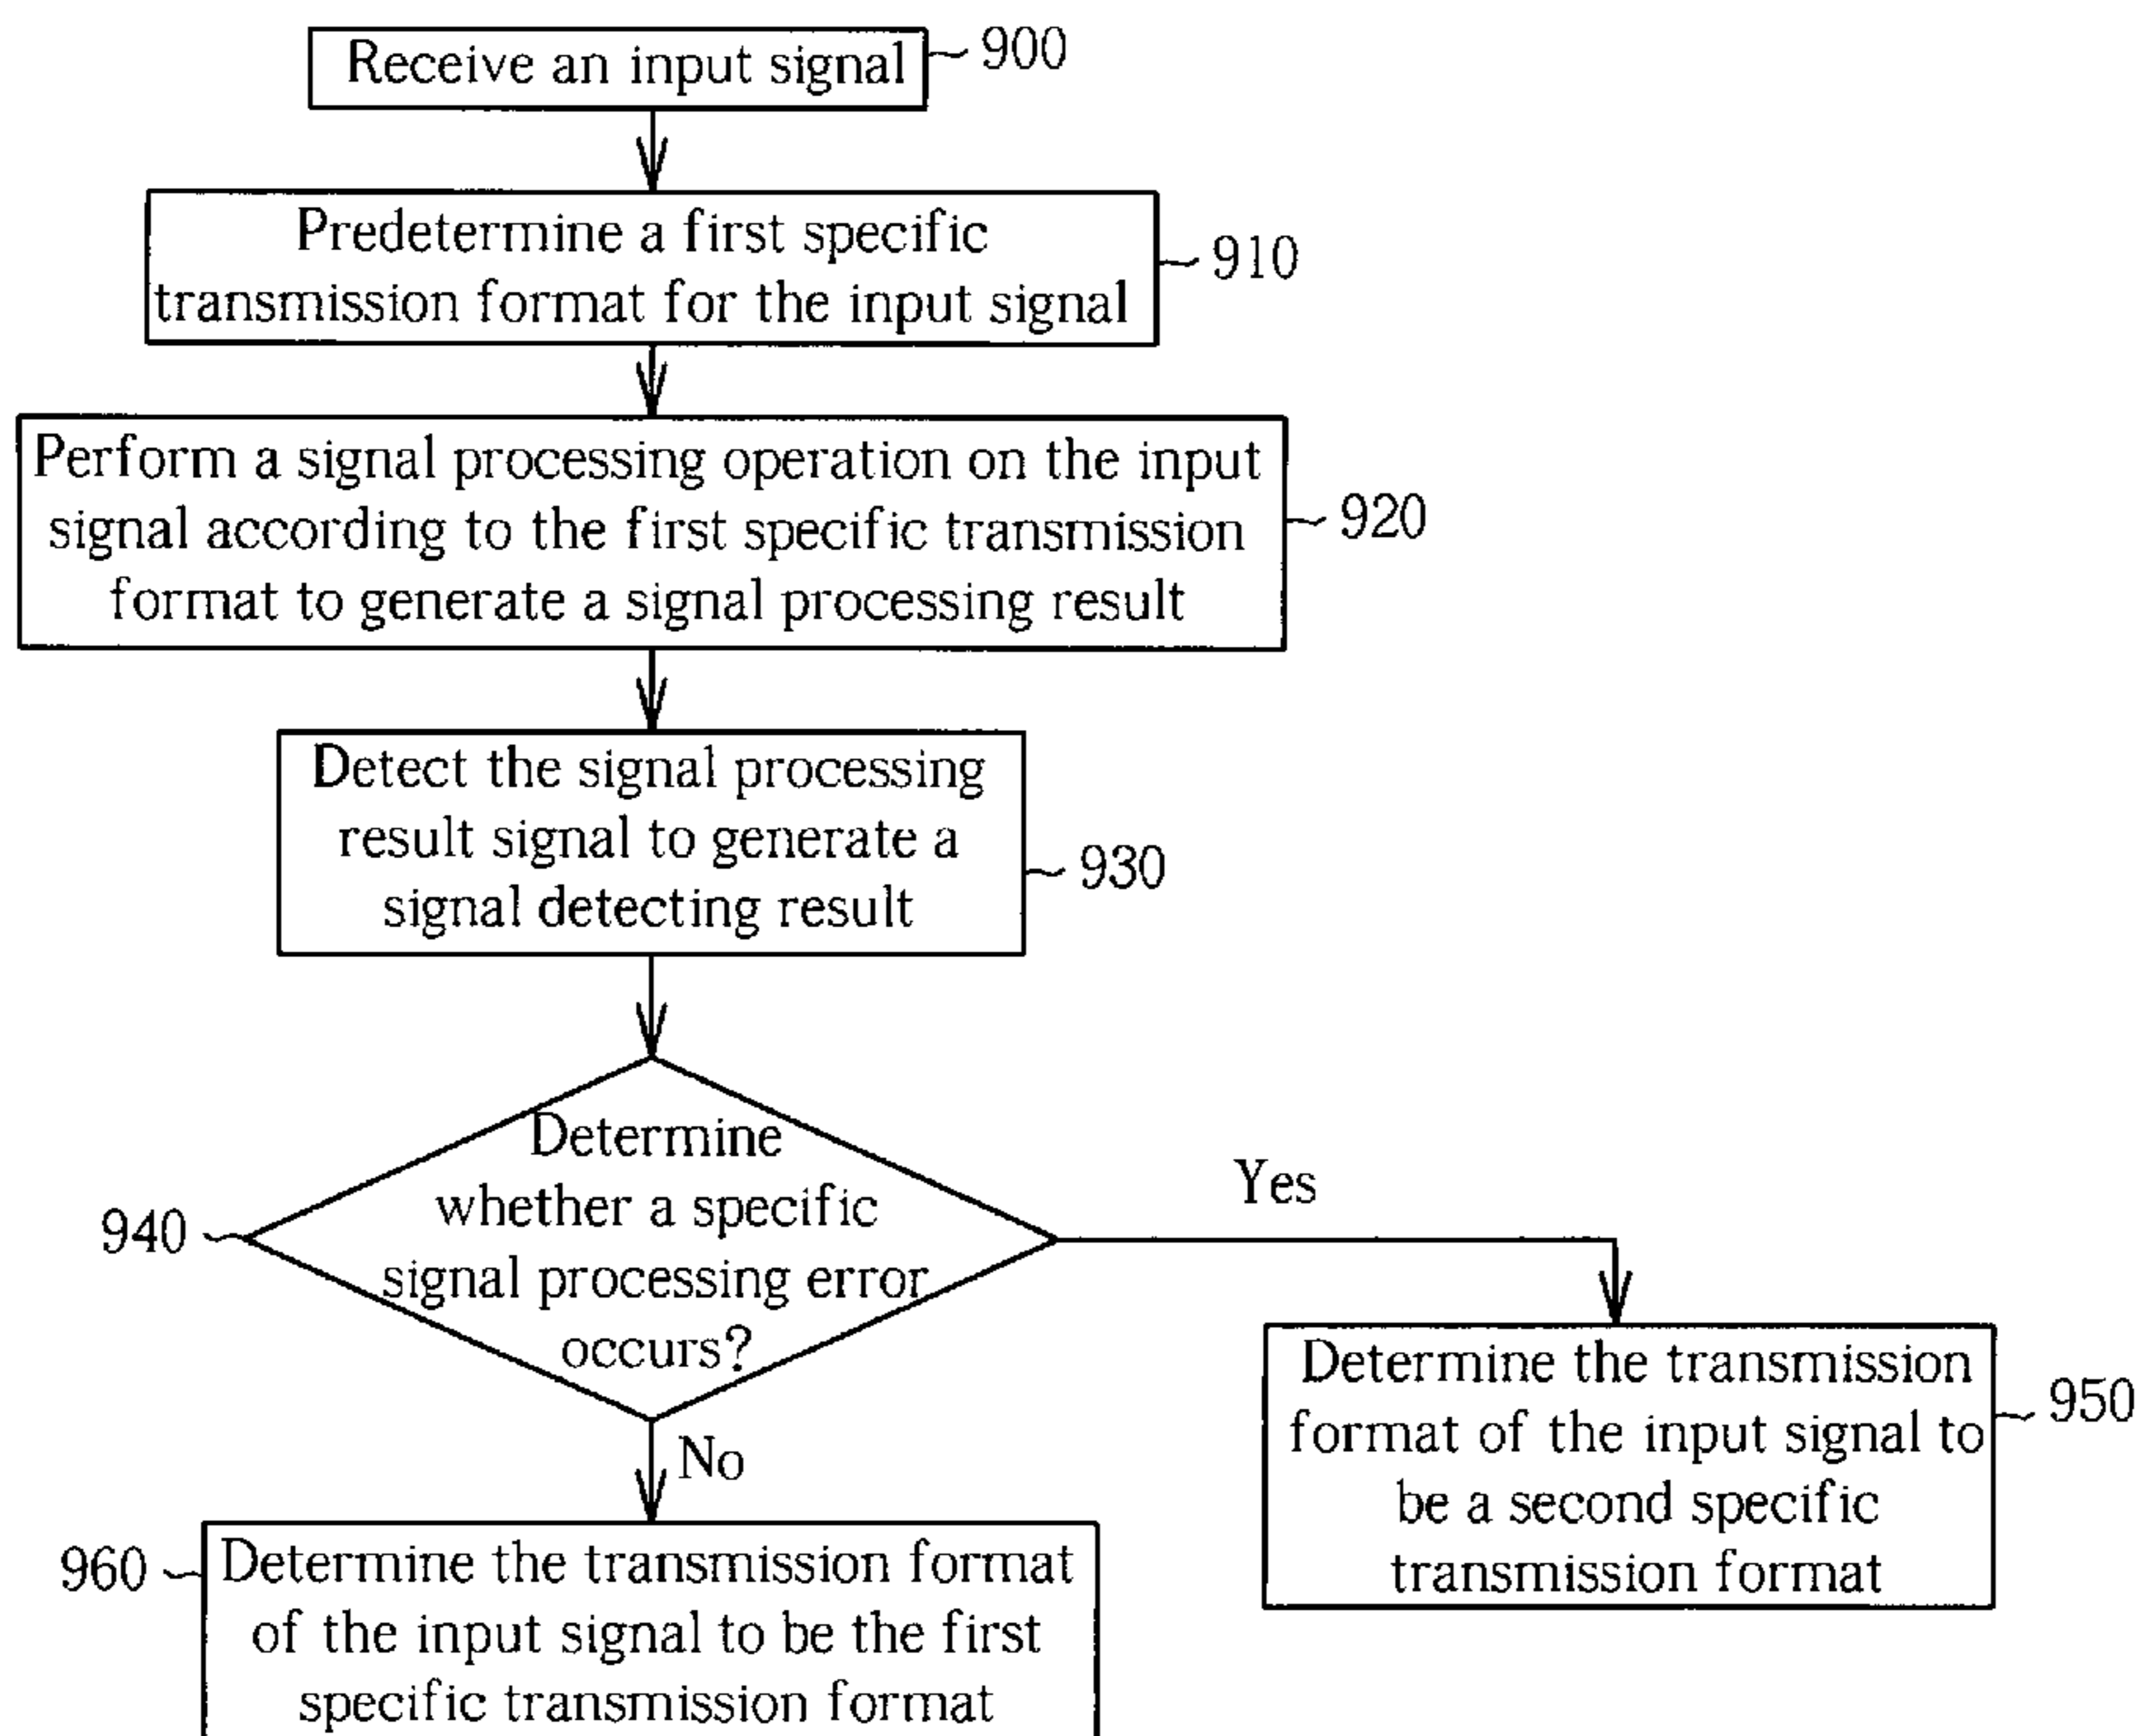 Receive an input signal
900
Predetermine a first specific
transmission format for the input signal
910
Perform a signal processing operation on the input
signal according to the first specific transmission
format to generate a signal processing result
920
Detect the signal processing
result signal to generate a
signal detecting result
930
Determine
whether a specific
signal processing error
occurs?
940
Yes
Determine the transmission
format of the input signal to
be a second specific
transmission format
950
No
960
Determine the transmission format
of the input signal to be the first
specific transmission format